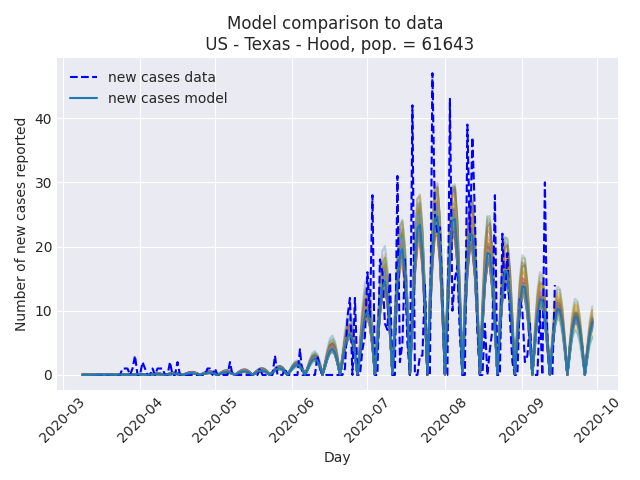 Model comparison to data
US - Texas - Hood, pop. = 61643
new cases data
new cases model
Number of new cases reported
40
30
20
10
0
2020-03
2020-04
2020-05
2020-06
2020-07
2020-08
2020-09
2020-10
Day